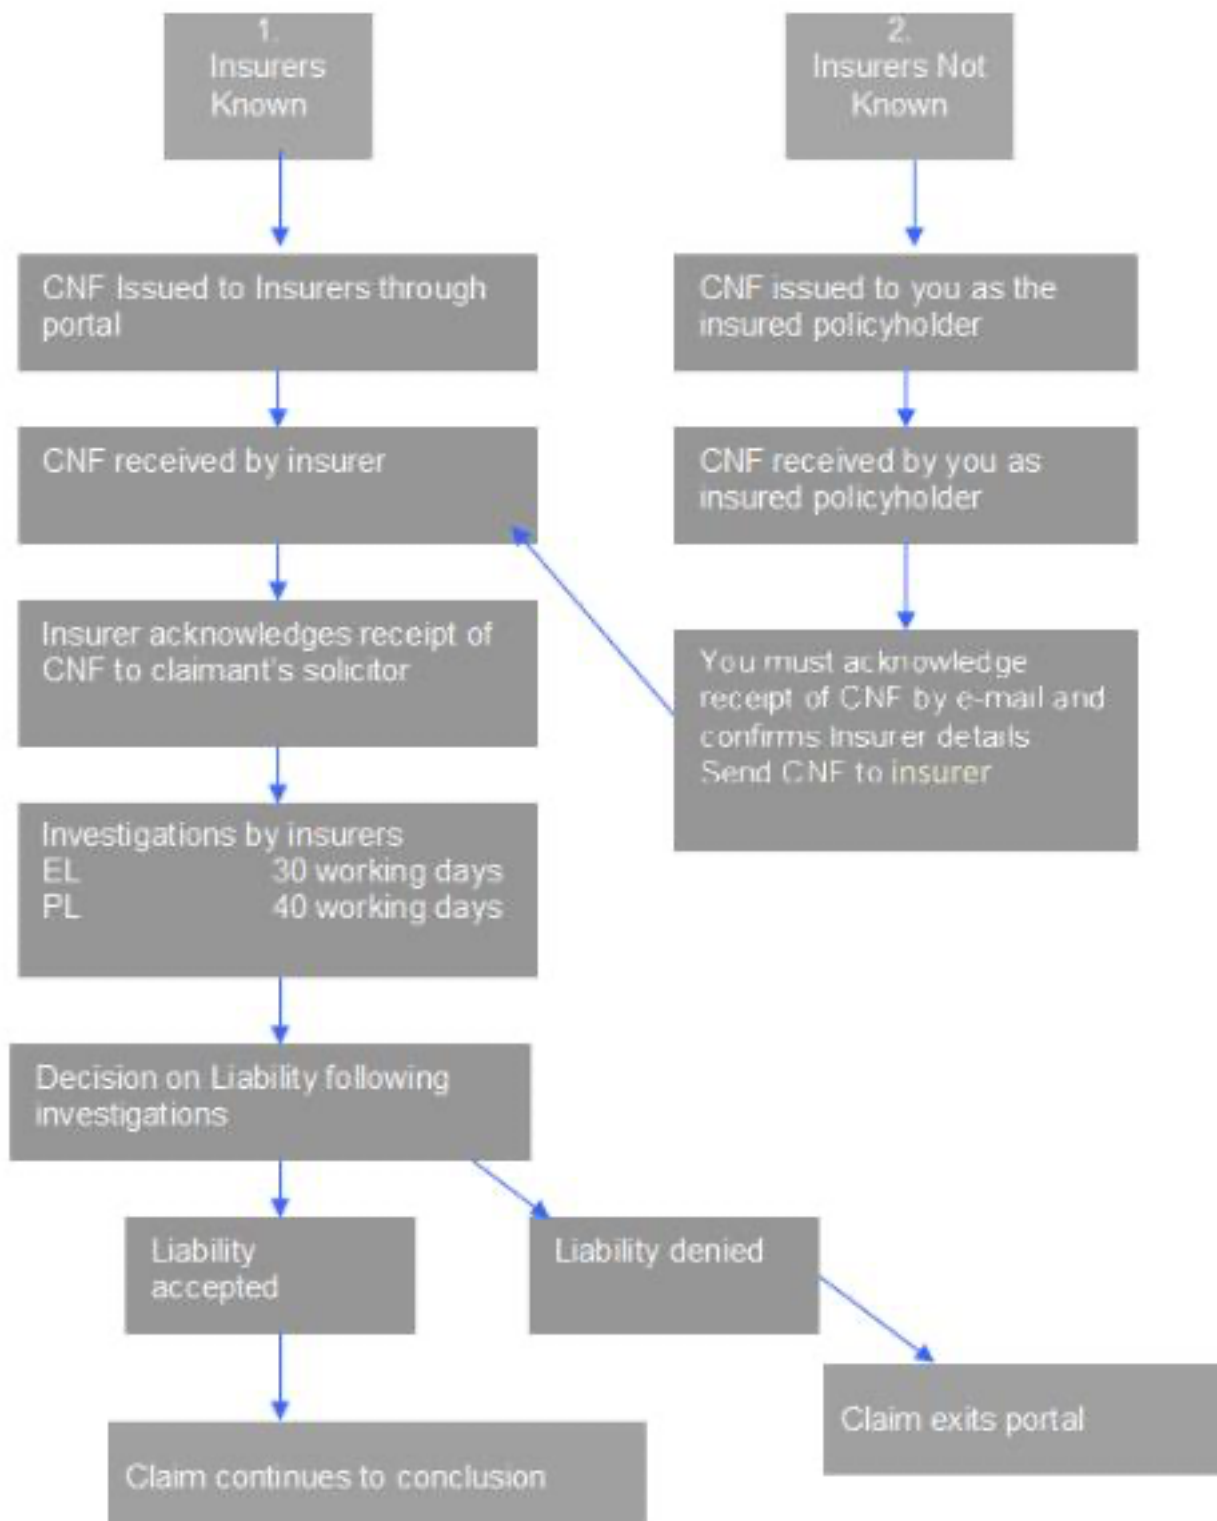 1.
Insurers
Known
2.
Insurers Not
Known
CNF Issued to Insurers through
portal
CNF issued to you as the
insured policyholder
CNF received by insurer
CNF received by you as
insured policyholder
Insurer acknowledges receipt of
CNF to claimant's solicitor
You must acknowledge
receipt of CNF by e-mail and
confirms Insurer details
Send CNF to insurer
Investigations by insurers
EL 30 working days
PL 40 working days
Decision on Liability following
investigations
Liability
accepted
Liability denied
Claim exits portal
Claim continues to conclusion